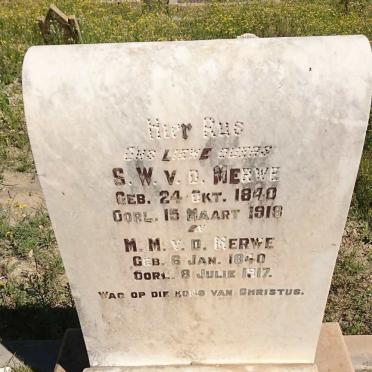 Hier Rus
Ons Liewe Ouers
S. W. v. d. Merwe
Geb. 24 Okt. 1840
Oorl. 15 Maart 1918
M. M. v. d. Merwe
Geb. 6 Jan. 1840
Oorl. 8 Julie 1917.
Wag op die koms van Christus.